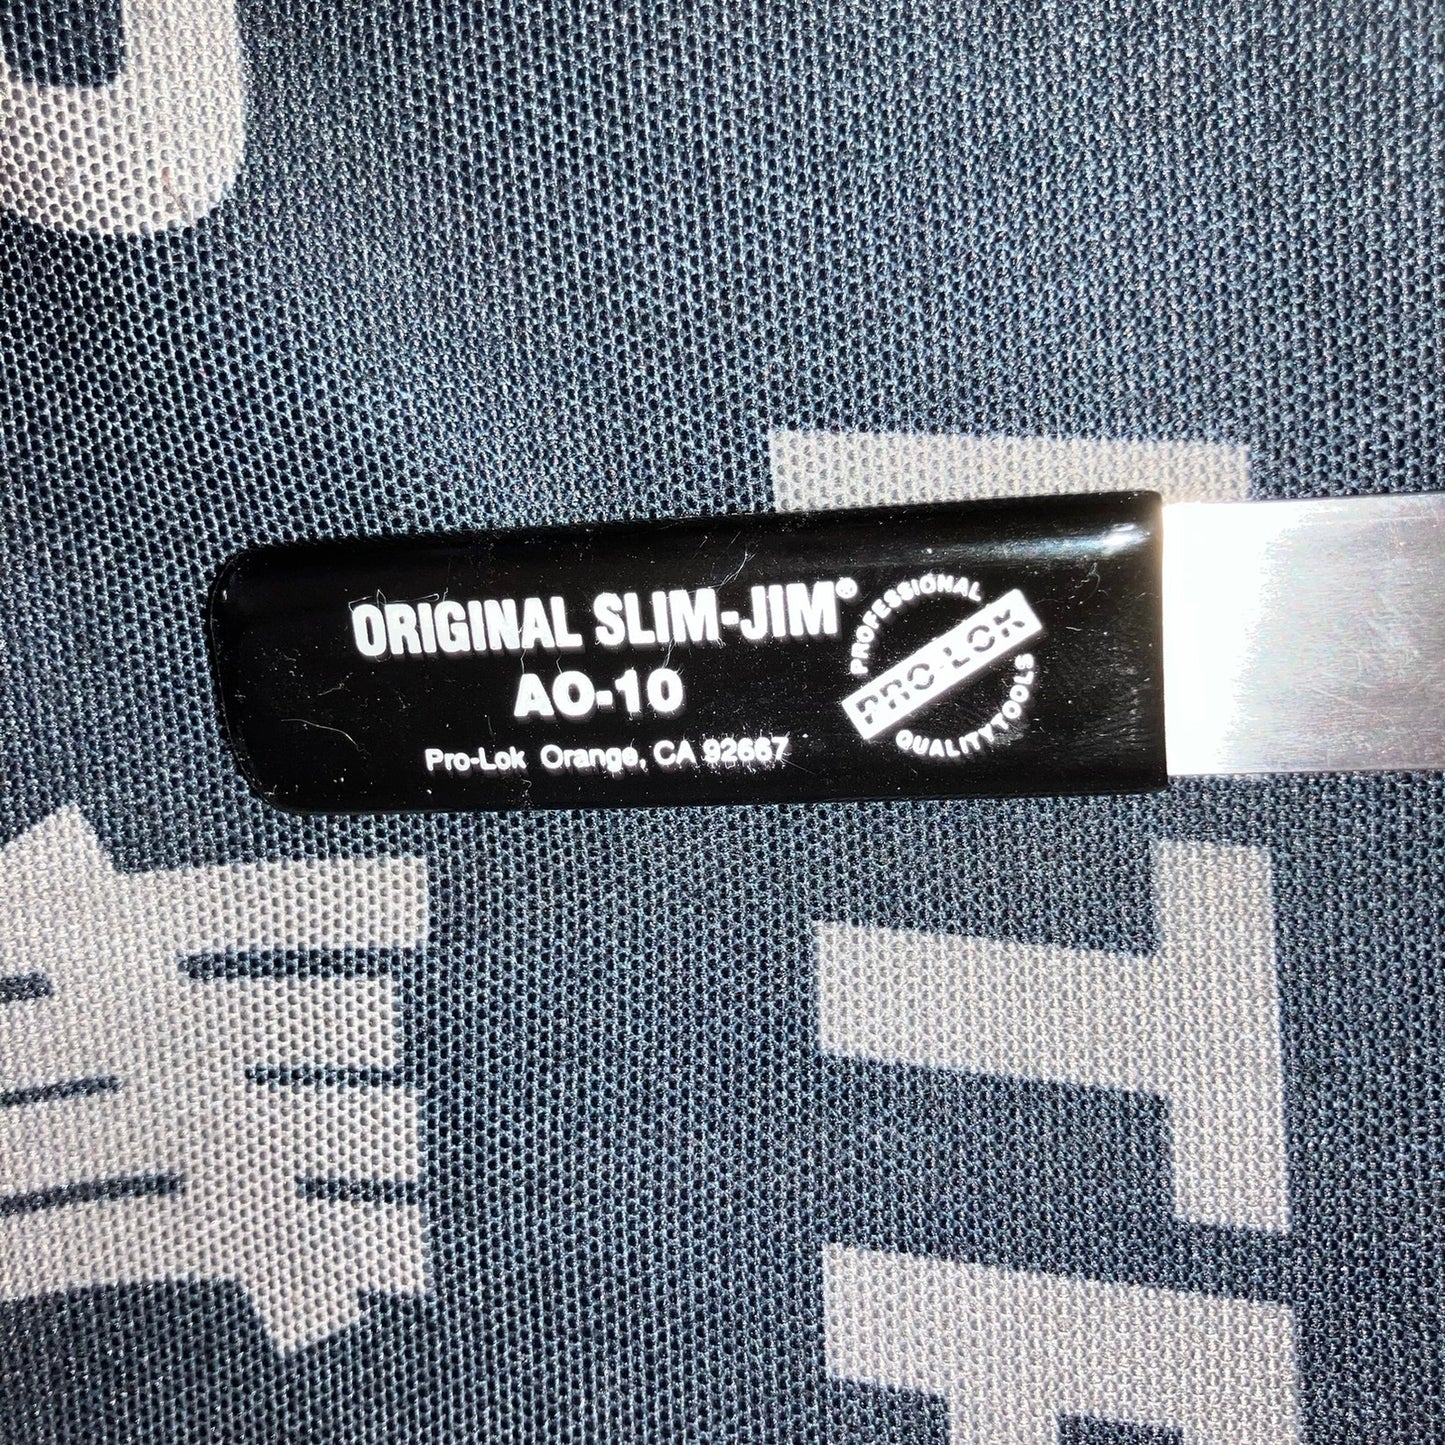 ORIGINAL SLIM-JIM®
AO-10
Pro-Lok Orange, CA 92667
PROFESSIONAL
PRO-LOK
QUALITY TOOLS